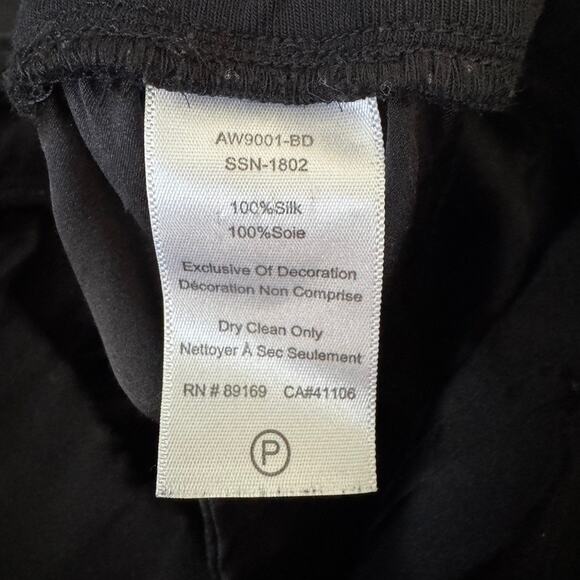 AW9001-BD
SSN-1802
100%Silk
100%Soie
Exclusive Of Decoration
Décoration Non Comprise
Dry Clean Only
Nettoyer À Sec Seulement
RN # 89169 CA#41106
P